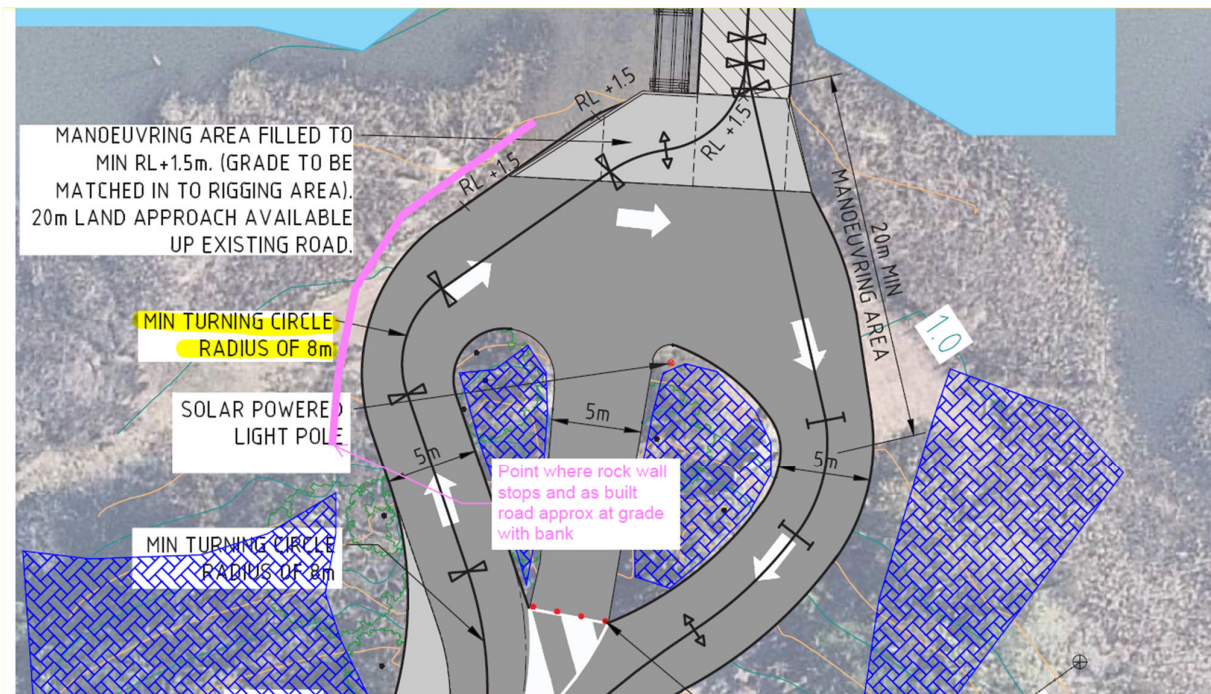 MANOEUVRING AREA FILLED TO
MIN RL+1.5m. (GRADE TO BE
MATCHED IN TO RIGGING AREA).
20m LAND APPROACH AVAILABLE
UP EXISTING ROAD.
RL +1.5
RL +1.5
RL +1.5
20m MIN
MANOEUVRING AREA
1.0
MIN TURNING CIRCLE
RADIUS OF 8m
SOLAR POWERED
LIGHT POLE
5m
5m
5m
Point where rock wall
stops and as built
road approx at grade
with bank
MIN TURNING CIRCLE
RADIUS OF 8m